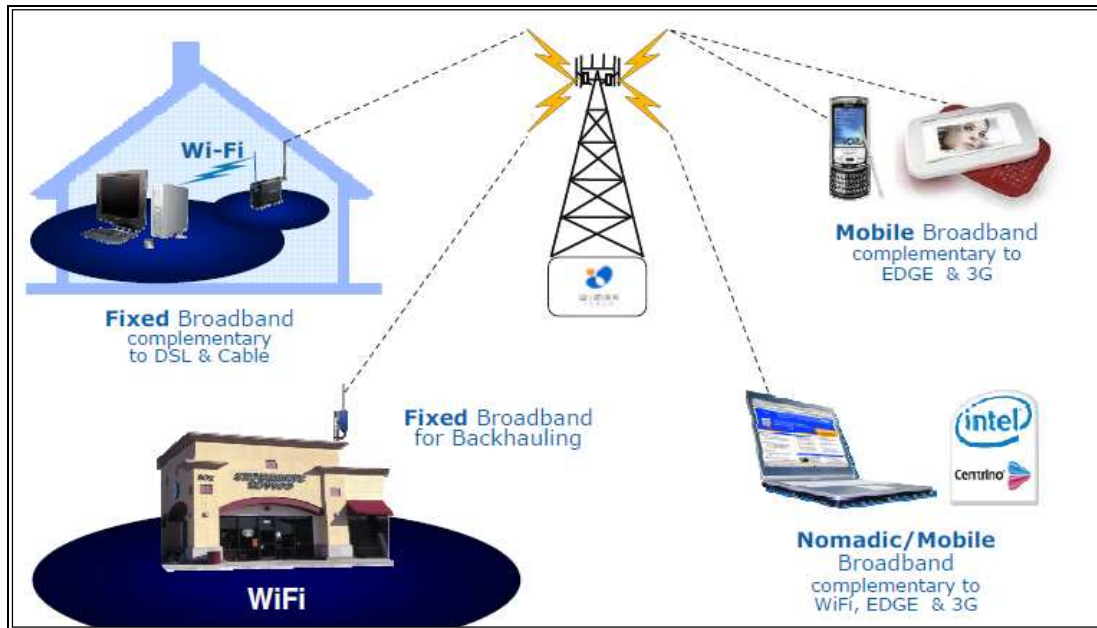 Wi-Fi
Fixed Broadband
complementary
to DSL & Cable
Mobile Broadband
complementary to
EDGE & 3G
Fixed Broadband
for Backhauling
WiFi
intel
Centrino
Nomadic/Mobile
Broadband
complementary to
WiFi, EDGE & 3G